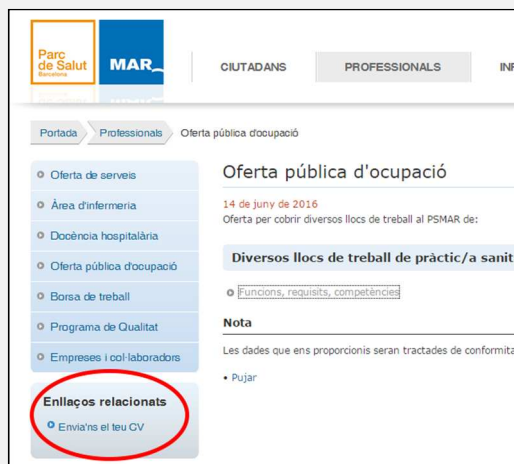 Parc
de Salut
Barcelona
MAR
CIUTADANS
PROFESSIONALS
Portada
Professionals
Oferta pública d'ocupació
Oferta de serveis
Àrea d'infermeria
Docència hospitalària
Oferta pública d'ocupació
Borsa de treball
Programa de Qualitat
Empreses i col·laboradors
Enllaços relacionats
Envia'ns el teu CV
Oferta pública d'ocupació
14 de juny de 2016
Oferta per cobrir diversos llocs de treball al PSMAR de:
Diversos llocs de treball de pràctic/a sanit
Funcions, requisits, competències
Nota
Les dades que ens proporcionis seran tractades de conformita
• Pujar